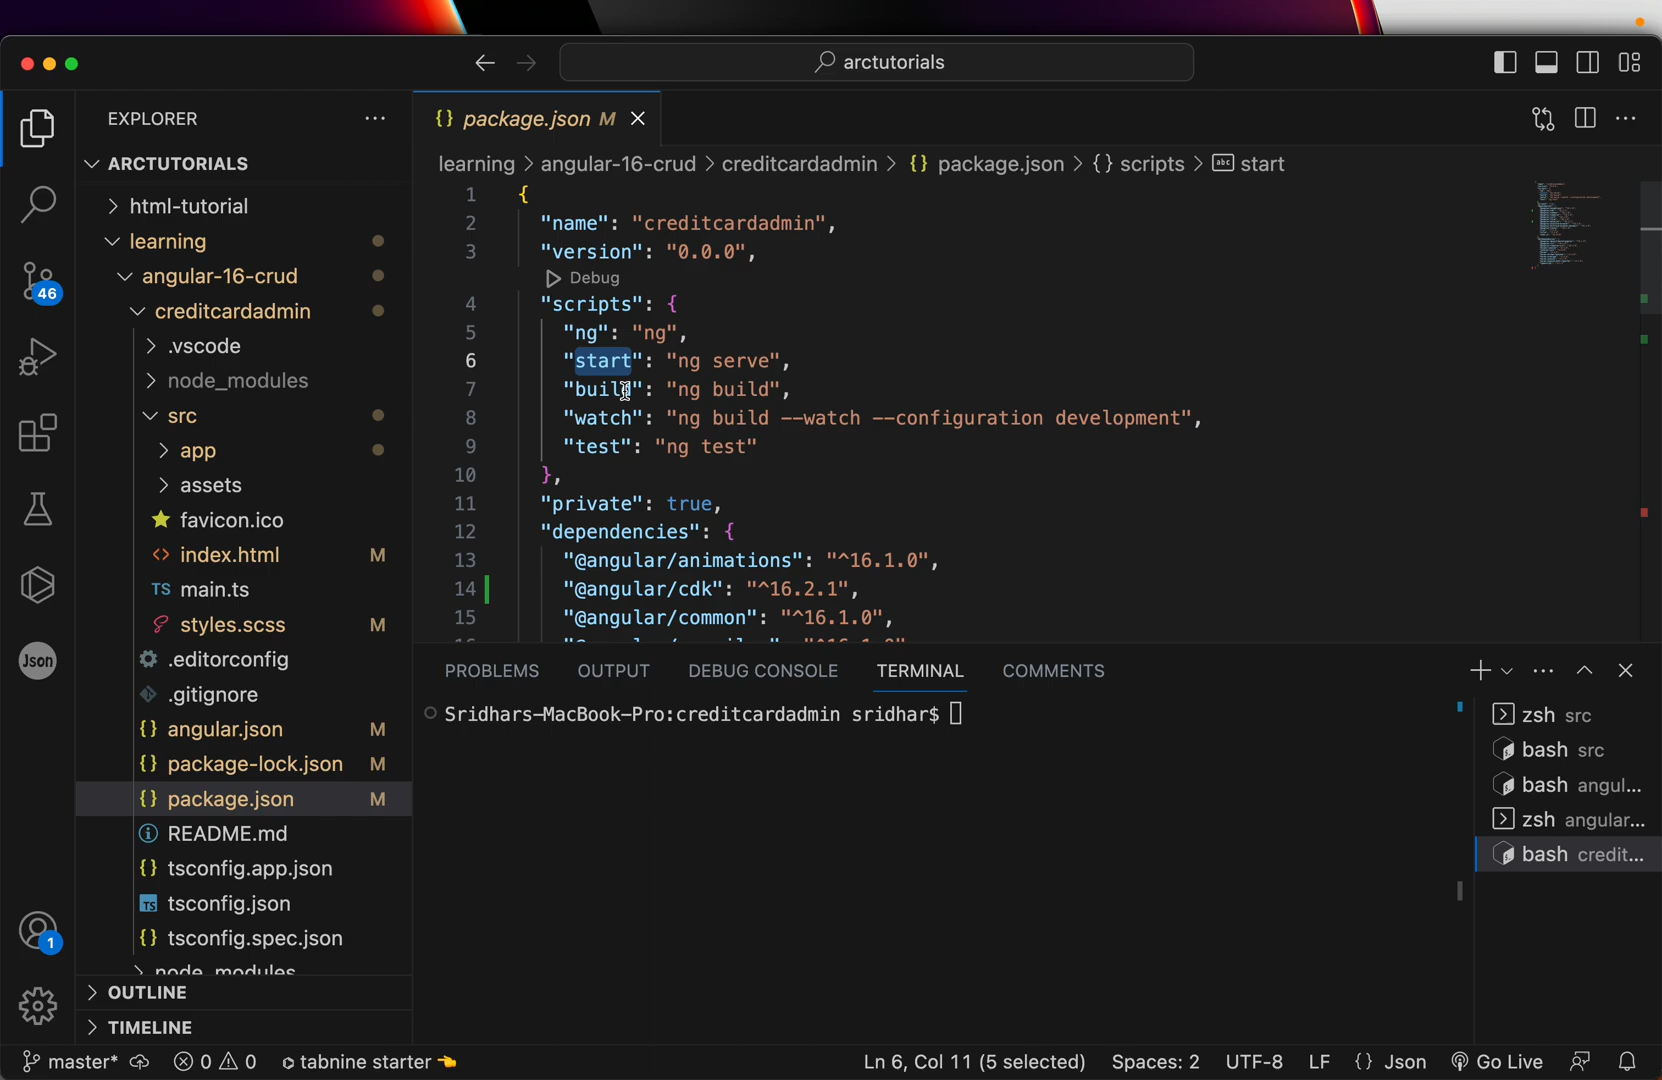 arctutorials
EXPLORER
ARCTUTORIALS
html-tutorial
learning
angular-16-crud
creditcardadmin
.vscode
node_modules
src
app
assets
favicon.ico
index.html M
main.ts
styles.scss M
.editorconfig
.gitignore
angular.json M
package-lock.json M
package.json M
README.md
tsconfig.app.json
tsconfig.json
tsconfig.spec.json
node_modules
OUTLINE
TIMELINE
46
Json
1
{} package.json M
learning > angular-16-crud > creditcardadmin > {} package.json > {} scripts > abc start
1 {
2 "name": "creditcardadmin",
3 "version": "0.0.0",
Debug
4 "scripts": {
5 "ng": "ng",
6 "start": "ng serve",
7 "build": "ng build",
8 "watch": "ng build --watch --configuration development",
9 "test": "ng test"
10 },
11 "private": true,
12 "dependencies": {
13 "@angular/animations": "^16.1.0",
14 "@angular/cdk": "^16.2.1",
15 "@angular/common": "^16.1.0",
PROBLEMS OUTPUT DEBUG CONSOLE TERMINAL COMMENTS
Sridhars-MacBook-Pro:creditcardadmin sridhar$
zsh src
bash src
bash angul...
zsh angular...
bash credit...
master* 0 0 tabnine starter Ln 6, Col 11 (5 selected) Spaces: 2 UTF-8 LF {} Json Go Live